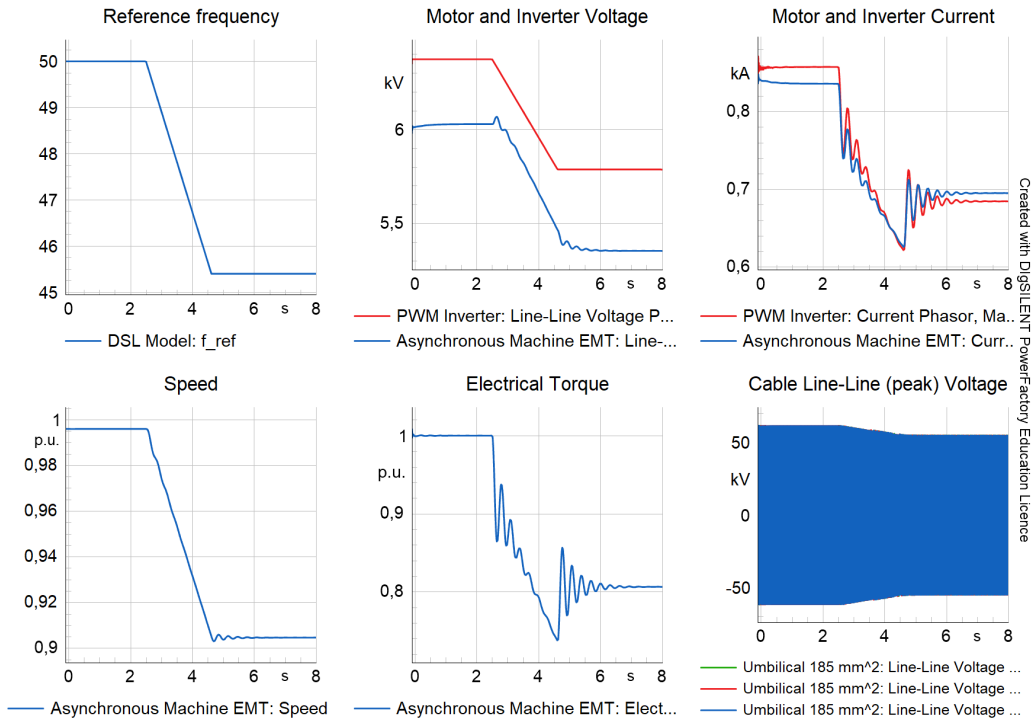 Reference frequency
50
49
48
47
46
45
0 2 4 6 s 8
DSL Model: f_ref
Motor and Inverter Voltage
kV
6
5,5
0 2 4 6 s 8
PWM Inverter: Line-Line Voltage P...
Asynchronous Machine EMT: Line-...
Motor and Inverter Current
kA
0,8
0,7
0,6
0 2 4 6 s 8
PWM Inverter: Current Phasor, Ma..
Asynchronous Machine EMT: Curr..
Speed
1
p.u.
0,98
0,96
0,94
0,92
0,9
0 2 4 6 s 8
Asynchronous Machine EMT: Speed
Electrical Torque
1
p.u.
0,9
0,8
0 2 4 6 s 8
Asynchronous Machine EMT: Elect...
Cable Line-Line (peak) Voltage
50
kV
0
-50
0 2 4 6 s 8
Umbilical 185 mm^2: Line-Line Voltage ...
Umbilical 185 mm^2: Line-Line Voltage ...
Umbilical 185 mm^2: Line-Line Voltage ...
Created with DIgSILENT PowerFactory Education Licence